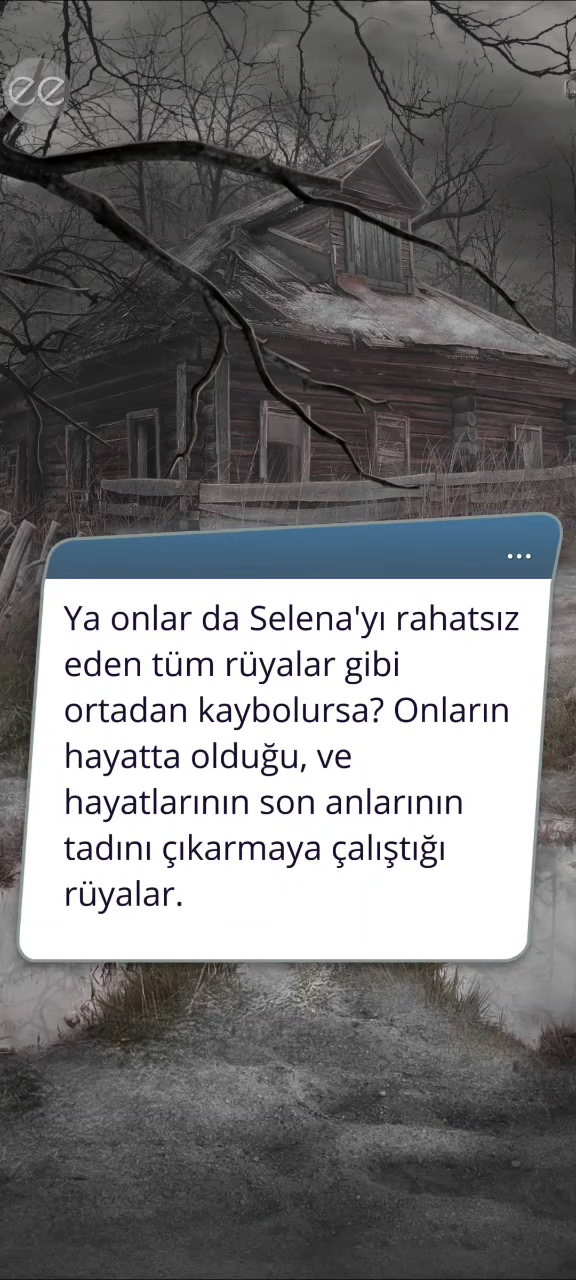 ee
Ya onlar da Selena'yı rahatsız
eden tüm rüyalar gibi
ortadan kaybolursa? Onların
hayatta olduğu, ve
hayatlarının son anlarının
tadını çıkarmaya çalıştığı
rüyalar.